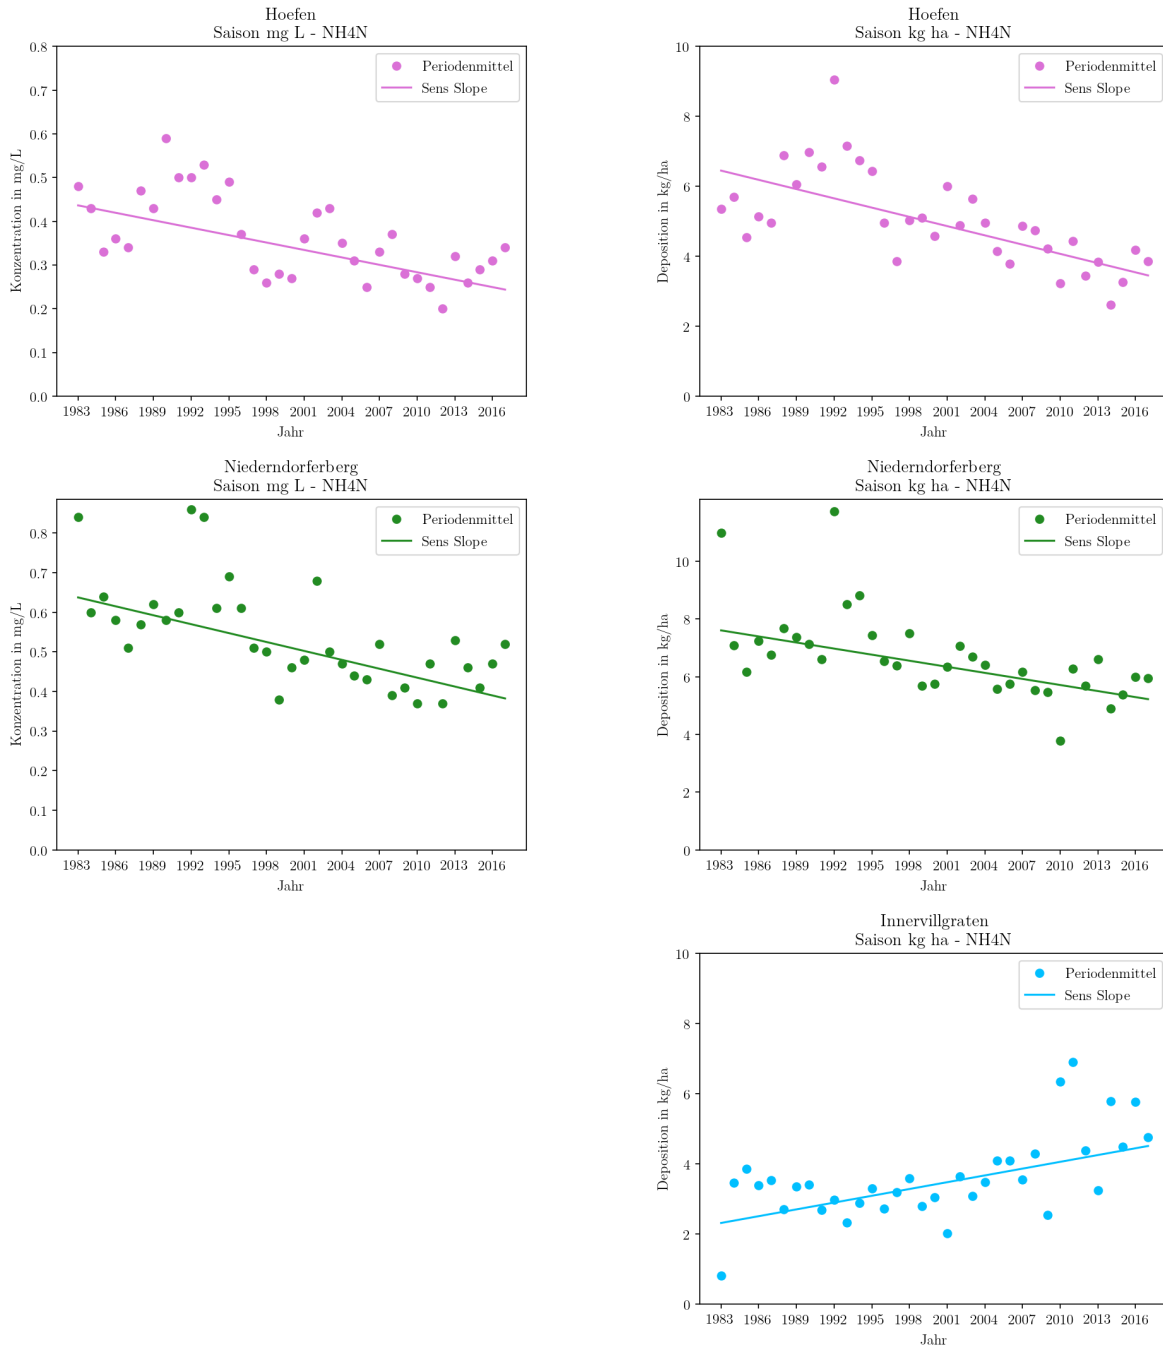 Hoefen
Saison mg L - NH4N
Konzentration in mg/L
0.8
0.7
0.6
0.5
0.4
0.3
0.2
0.1
0.0
Periodenmittel
Sens Slope
1983 1986 1989 1992 1995 1998 2001 2004 2007 2010 2013 2016
Jahr
Hoefen
Saison kg ha - NH4N
Deposition in kg/ha
10
8
6
4
2
0
Periodenmittel
Sens Slope
1983 1986 1989 1992 1995 1998 2001 2004 2007 2010 2013 2016
Jahr
Niederndorferberg
Saison mg L - NH4N
Konzentration in mg/L
0.8
0.7
0.6
0.5
0.4
0.3
0.2
0.1
0.0
Periodenmittel
Sens Slope
1983 1986 1989 1992 1995 1998 2001 2004 2007 2010 2013 2016
Jahr
Niederndorferberg
Saison kg ha - NH4N
Deposition in kg/ha
10
8
6
4
2
0
Periodenmittel
Sens Slope
1983 1986 1989 1992 1995 1998 2001 2004 2007 2010 2013 2016
Jahr
Innervillgraten
Saison kg ha - NH4N
Deposition in kg/ha
10
8
6
4
2
0
Periodenmittel
Sens Slope
1983 1986 1989 1992 1995 1998 2001 2004 2007 2010 2013 2016
Jahr